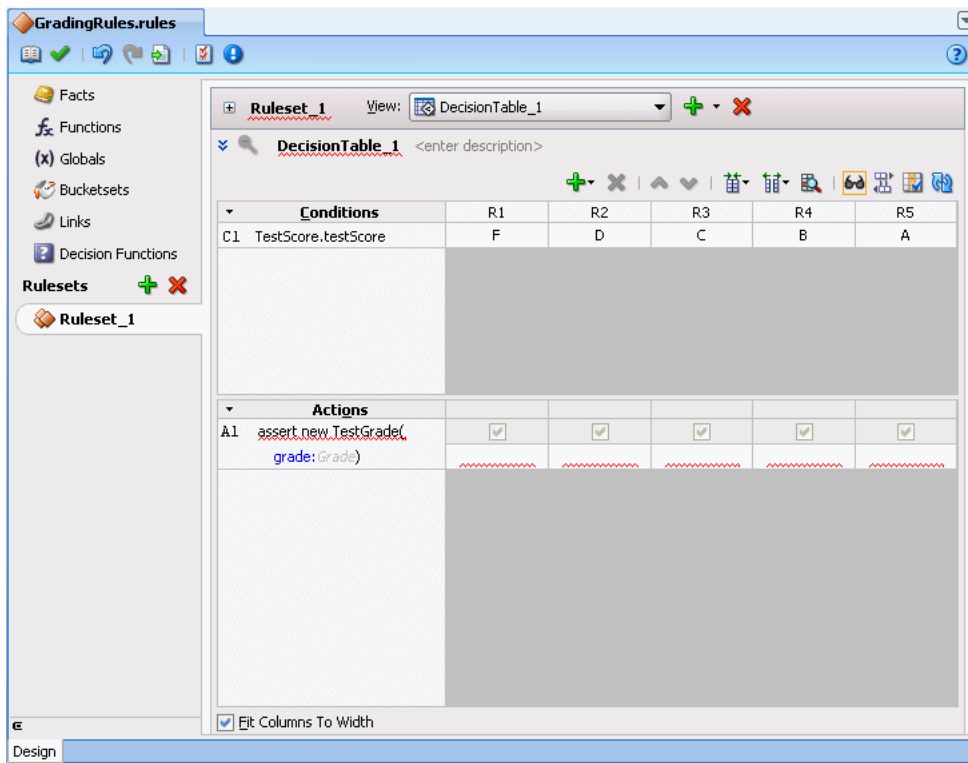 GradingRules.rules
Facts
Functions
Globals
Bucketsets
Links
Decision Functions
Rulesets
Ruleset_1
Ruleset_1 View: DecisionTable_1
DecisionTable_1 <enter description>
Conditions R1 R2 R3 R4 R5
C1 TestScore.testScore F D C B A
Actions
A1 assert new TestGrade(
grade:Grade)
Fit Columns To Width
Design